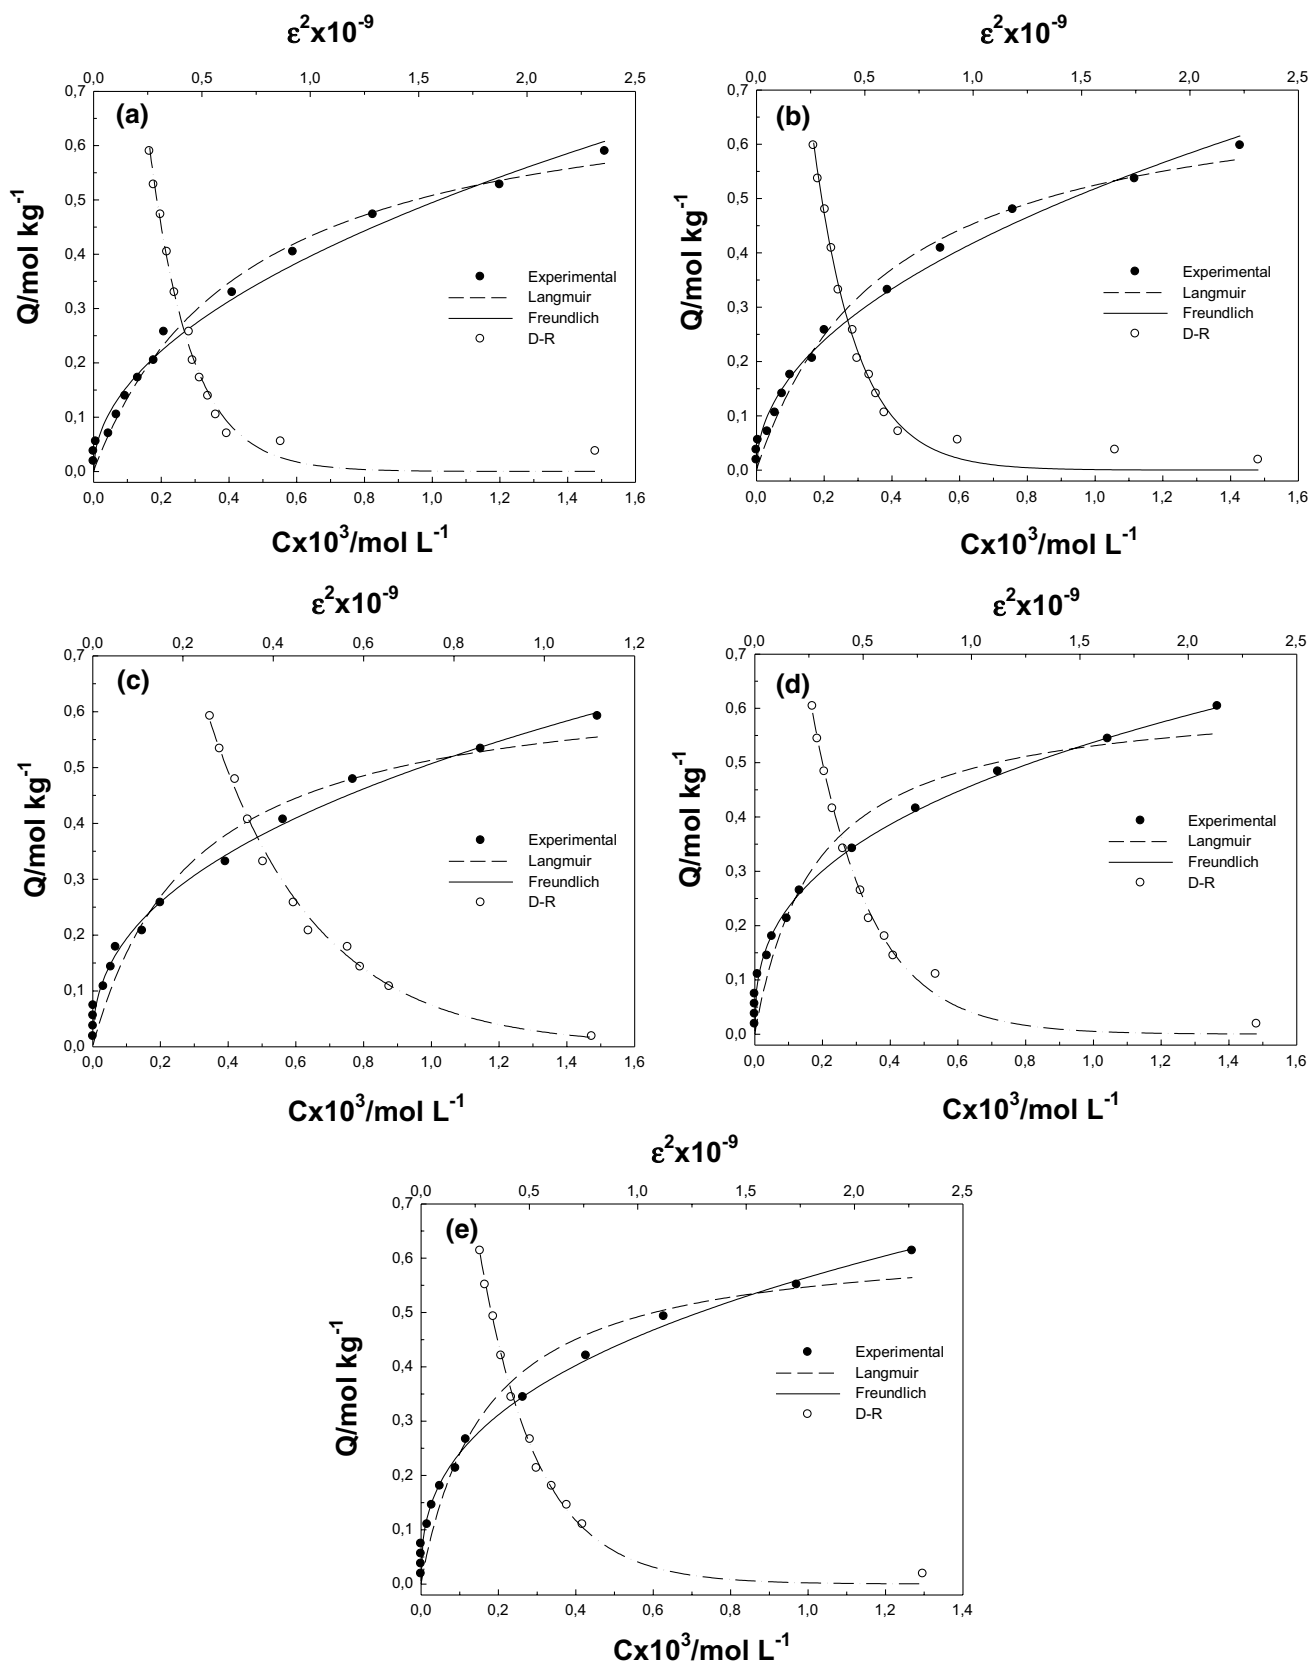 ε²x10⁻⁹
0,0 0,5 1,0 1,5 2,0 2,5
(a)
Q/mol kg⁻¹
0,7
0,6
0,5
0,4
0,3
0,2
0,1
0,0
Experimental
Langmuir
Freundlich
D-R
0,0 0,2 0,4 0,6 0,8 1,0 1,2 1,4 1,6
Cx10³/mol L⁻¹
ε²x10⁻⁹
0,0 0,5 1,0 1,5 2,0 2,5
(b)
Q/mol kg⁻¹
0,7
0,6
0,5
0,4
0,3
0,2
0,1
0,0
Experimental
Langmuir
Freundlich
D-R
0,0 0,2 0,4 0,6 0,8 1,0 1,2 1,4 1,6
Cx10³/mol L⁻¹
ε²x10⁻⁹
0,0 0,2 0,4 0,6 0,8 1,0 1,2
(c)
Q/mol kg⁻¹
0,7
0,6
0,5
0,4
0,3
0,2
0,1
0,0
Experimental
Langmuir
Freundlich
D-R
0,0 0,2 0,4 0,6 0,8 1,0 1,2 1,4 1,6
Cx10³/mol L⁻¹
ε²x10⁻⁹
0,0 0,5 1,0 1,5 2,0 2,5
(d)
Q/mol kg⁻¹
0,7
0,6
0,5
0,4
0,3
0,2
0,1
0,0
Experimental
Langmuir
Freundlich
D-R
0,0 0,2 0,4 0,6 0,8 1,0 1,2 1,4 1,6
Cx10³/mol L⁻¹
ε²x10⁻⁹
0,0 0,5 1,0 1,5 2,0 2,5
(e)
Q/mol kg⁻¹
0,7
0,6
0,5
0,4
0,3
0,2
0,1
0,0
Experimental
Langmuir
Freundlich
D-R
0,0 0,2 0,4 0,6 0,8 1,0 1,2 1,4
Cx10³/mol L⁻¹